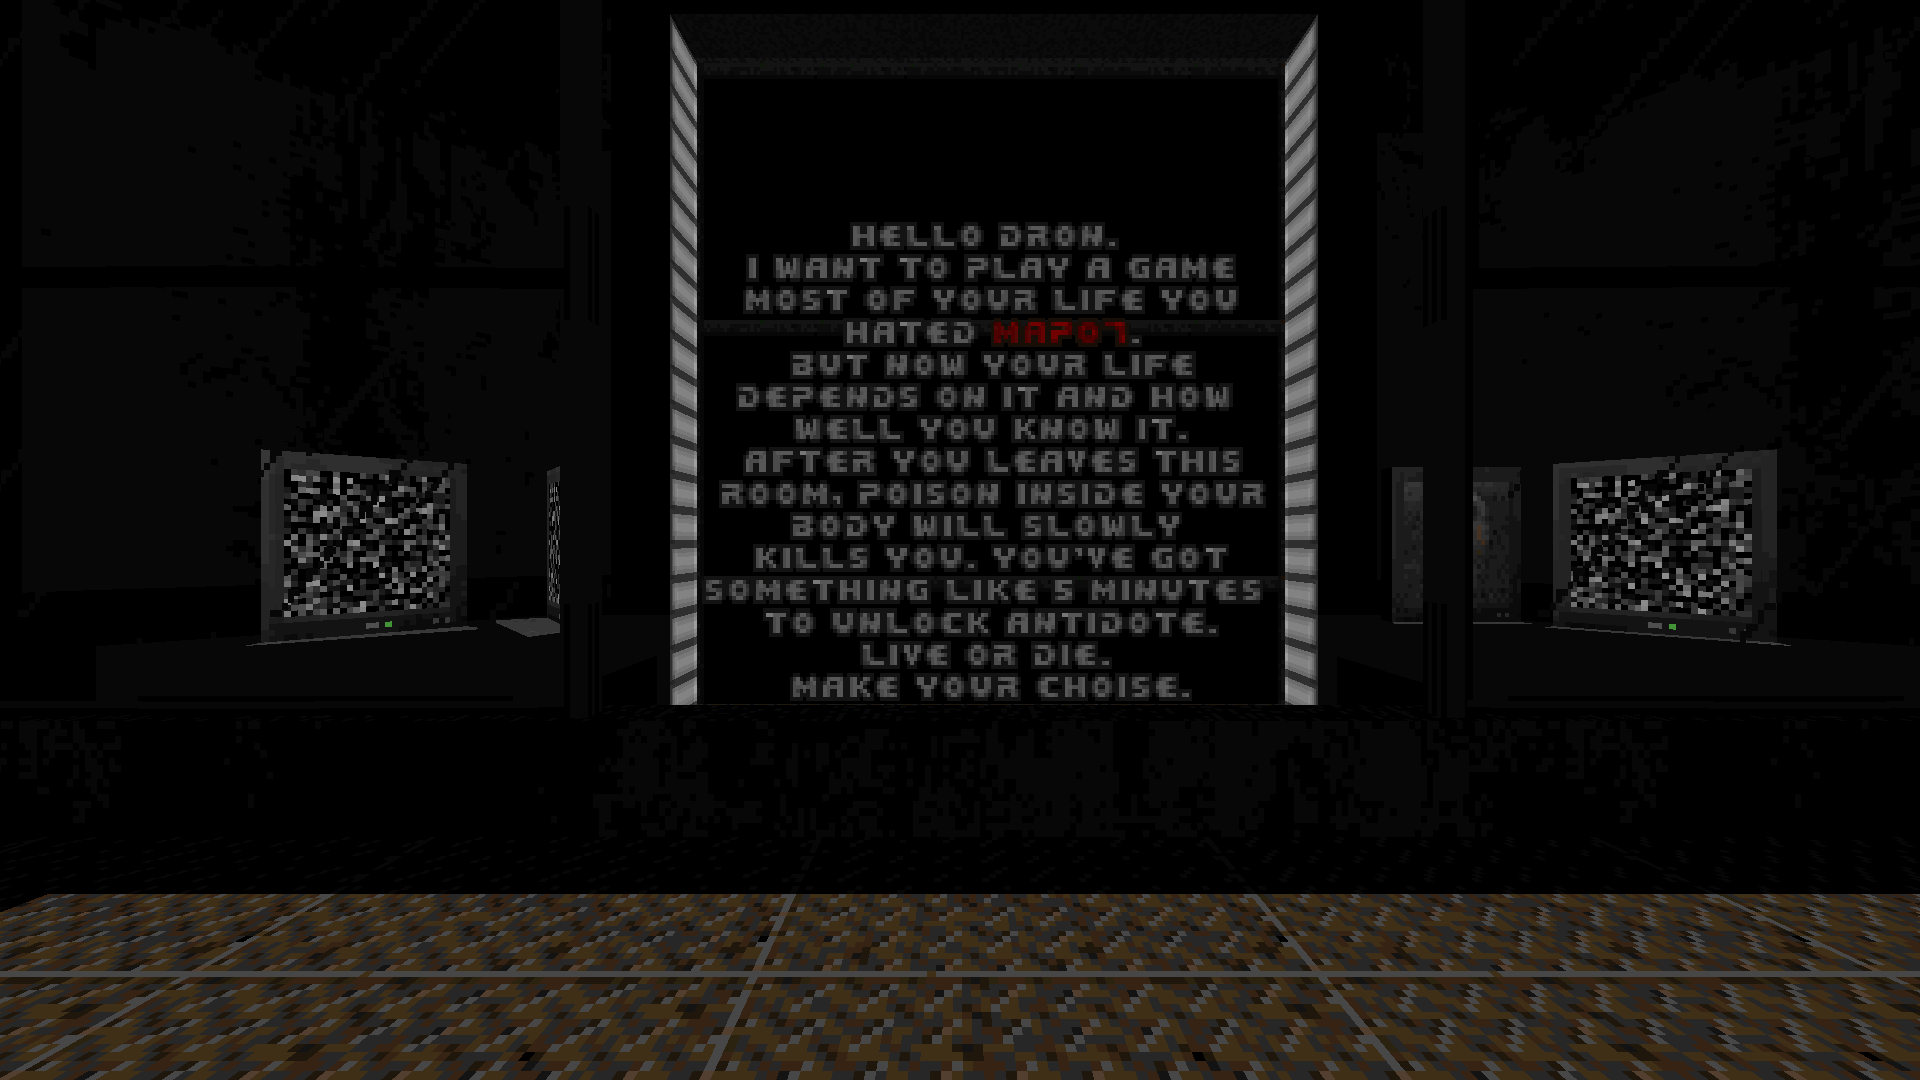 HELLO DRON.
I WANT TO PLAY A GAME
MOST OF YOUR LIFE YOU
HATED MAP07.
BUT NOW YOUR LIFE
DEPENDS ON IT AND HOW
WELL YOU KNOW IT.
AFTER YOU LEAVES THIS
ROOM, POISON INSIDE YOUR
BODY WILL SLOWLY
KILLS YOU. YOU'VE GOT
SOMETHING LIKE 5 MINUTES
TO UNLOCK ANTIDOTE.
LIVE OR DIE.
MAKE YOUR CHOISE.